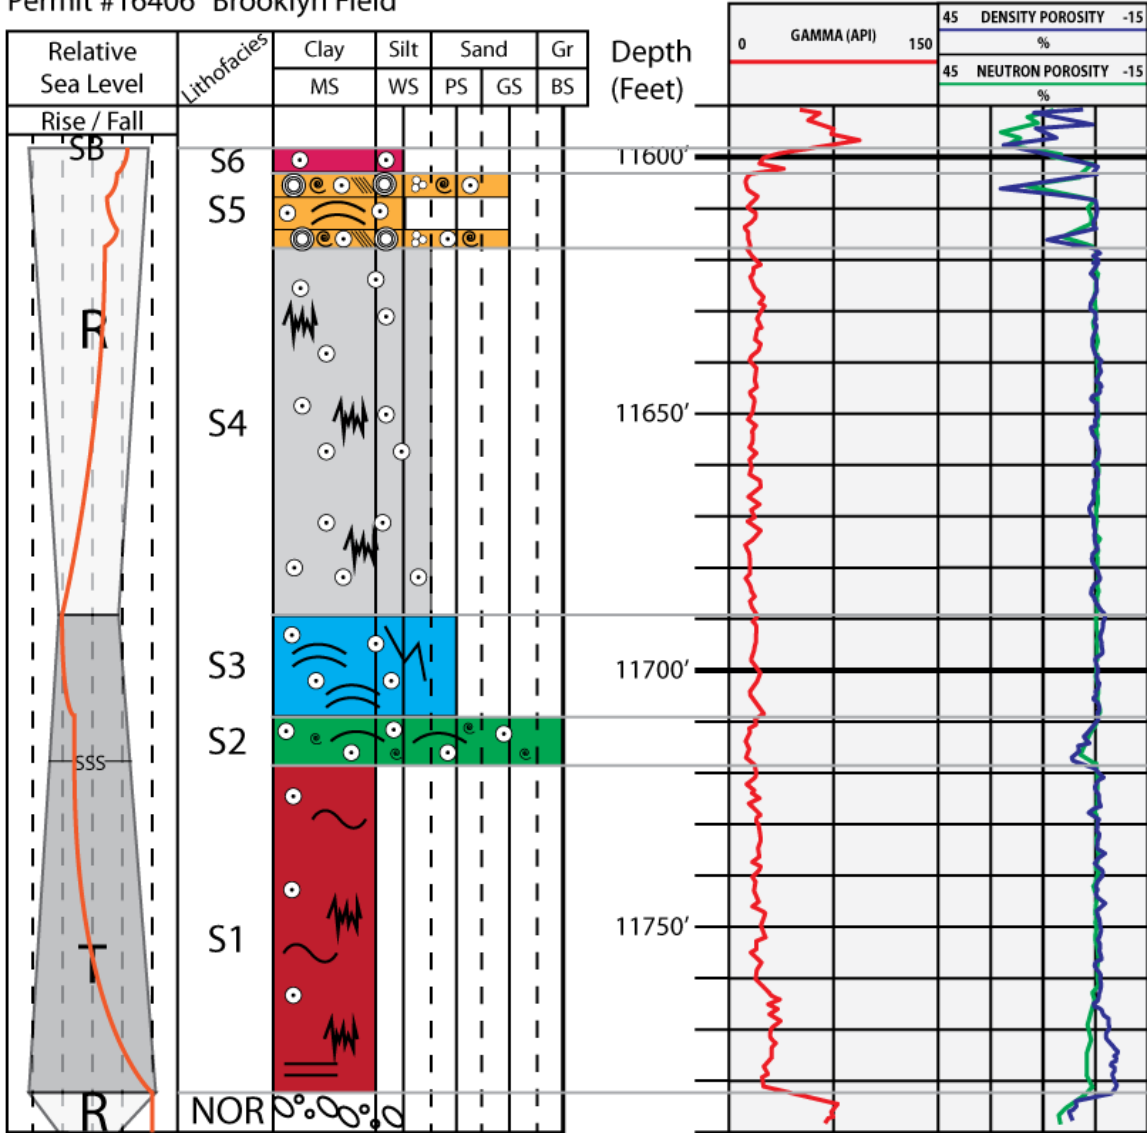 Permit #16406 Brooklyn Field
Relative
Sea Level
Rise / Fall
Lithofacies
Clay Silt Sand Gr
MS WS PS GS BS
Depth
(Feet)
0 GAMMA (API) 150
45 DENSITY POROSITY -15
%
45 NEUTRON POROSITY -15
%
SB
S6
11600’
S5
R
S4
11650’
S3
11700’
S2
SSS
S1
11750’
T
R
NOR